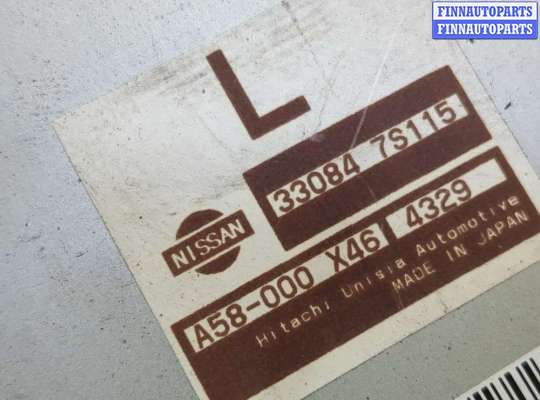 FINNAUTOPARTS
FINNAUTOPARTS
L
33084 7S115
NISSAN
A58-000 X46 4329
Hitachi Unisia Automotive
MADE IN JAPAN